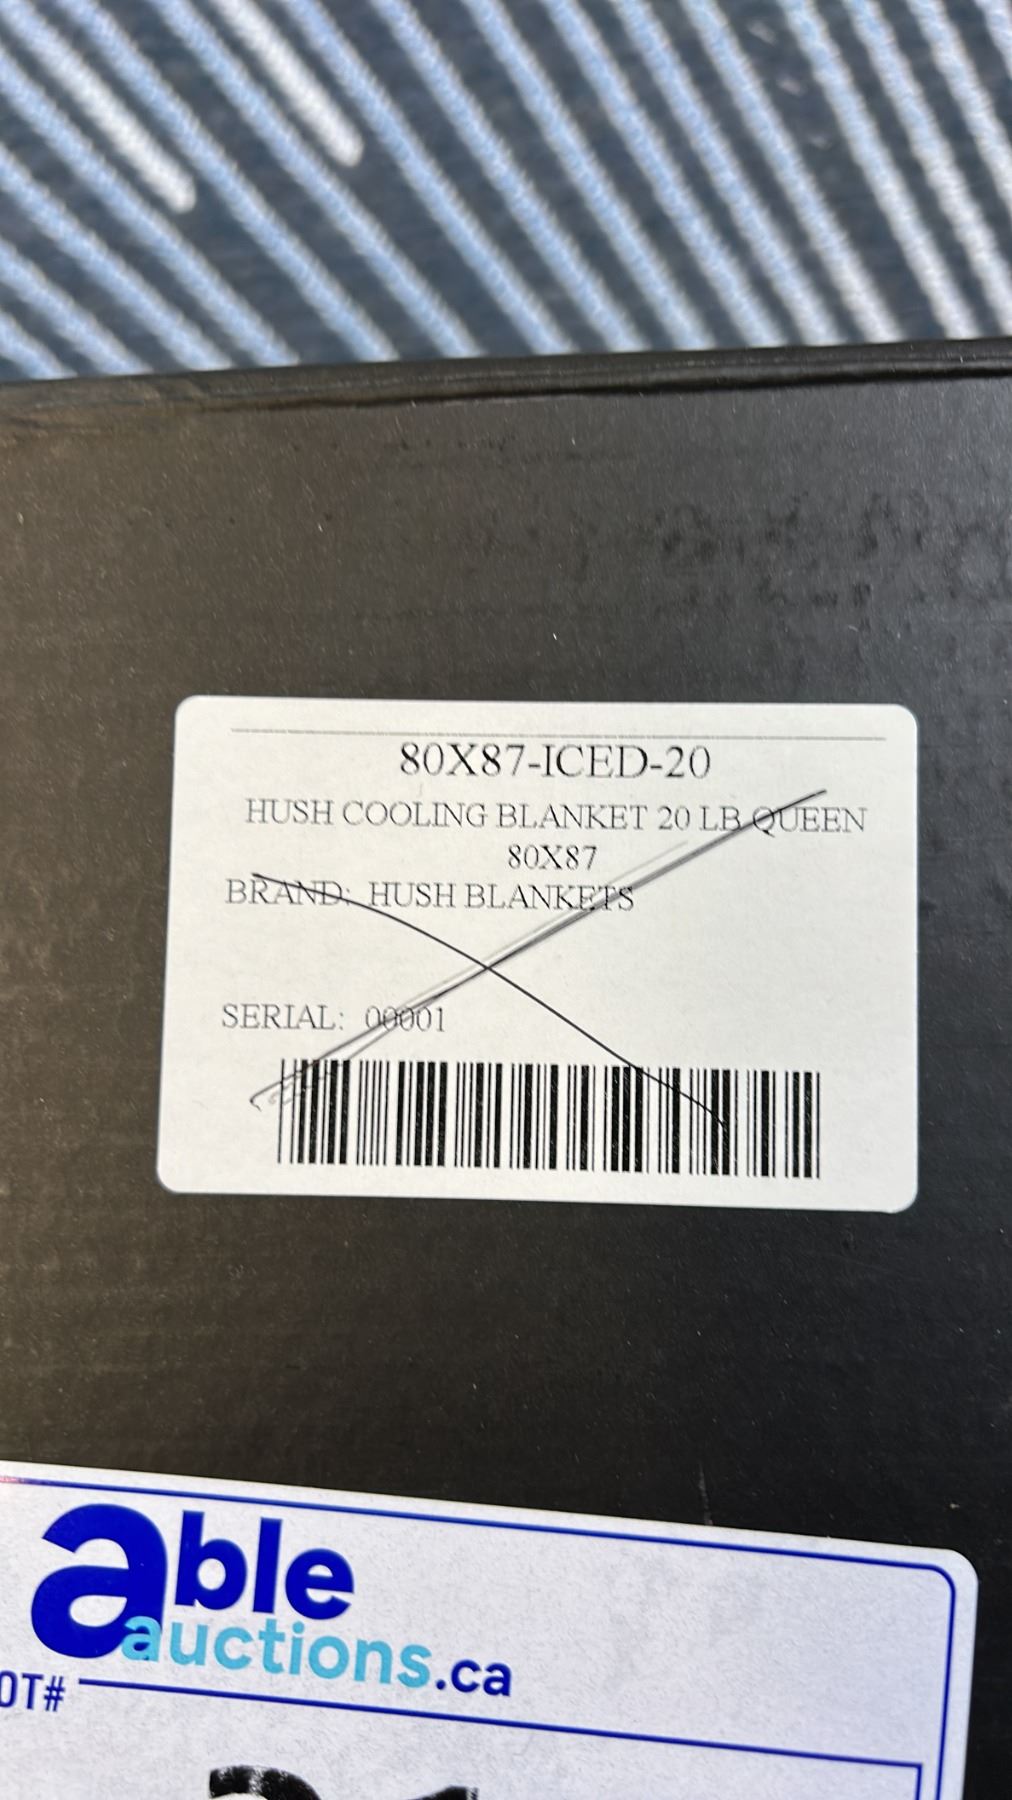 80X87-ICED-20
HUSH COOLING BLANKET 20 LB QUEEN
80X87
BRAND: HUSH BLANKETS
SERIAL: 00001
able
auctions.ca
OT#